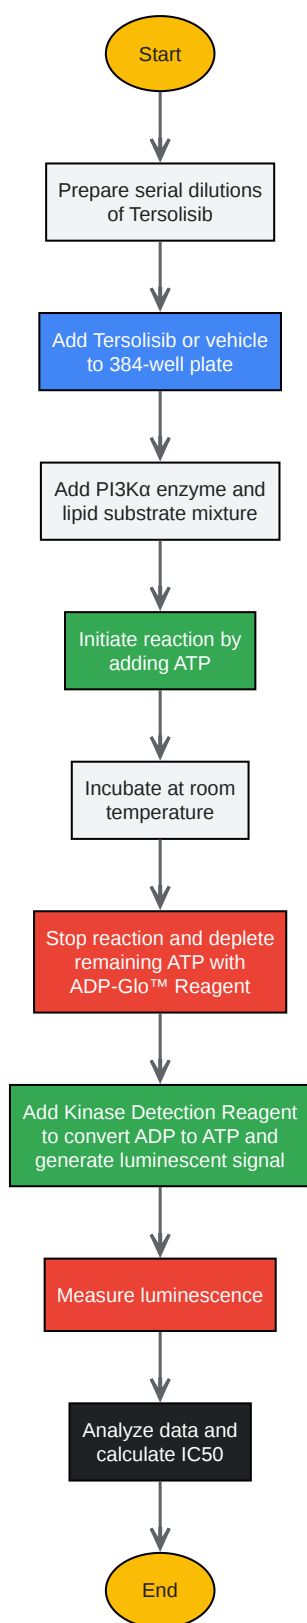 Start
Prepare serial dilutions
of Tersolisib
Add Tersolisib or vehicle
to 384-well plate
Add PI3Kα enzyme and
lipid substrate mixture
Initiate reaction by
adding ATP
Incubate at room
temperature
Stop reaction and deplete
remaining ATP with
ADP-Glo™ Reagent
Add Kinase Detection Reagent
to convert ADP to ATP and
generate luminescent signal
Measure luminescence
Analyze data and
calculate IC50
End